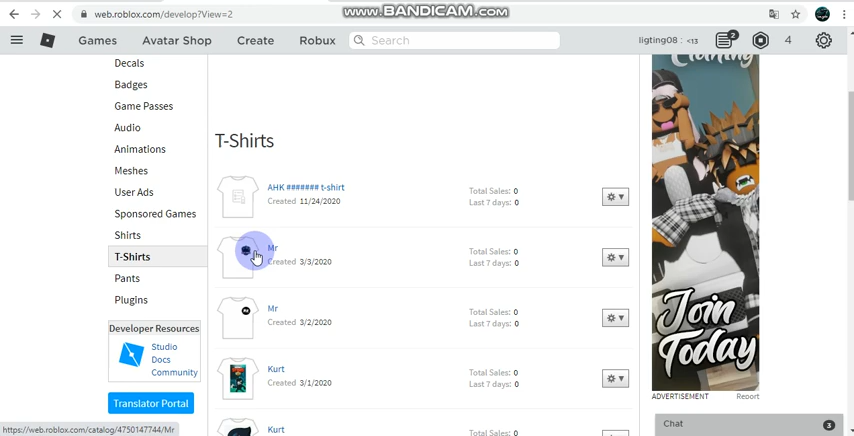 web.roblox.com/develop?View=2
www.BANDICAM.com
Games Avatar Shop Create Robux Search ligting08 : <13 2 4
Decals
Badges
Game Passes
Audio
Animations
Meshes
User Ads
Sponsored Games
Shirts
T-Shirts
Pants
Plugins
Developer Resources
Studio
Docs
Community
Translator Portal
T-Shirts
AHK ####### t-shirt
Created 11/24/2020
Total Sales: 0
Last 7 days: 0
Mr
Created 3/3/2020
Total Sales: 0
Last 7 days: 0
Mr
Created 3/2/2020
Total Sales: 0
Last 7 days: 0
Kurt
Created 3/1/2020
Total Sales: 0
Last 7 days: 0
Kurt
Total Sales: 0
Clothing
Join
Today
ADVERTISEMENT Report
Chat 3
https://web.roblox.com/catalog/4750147744/Mr